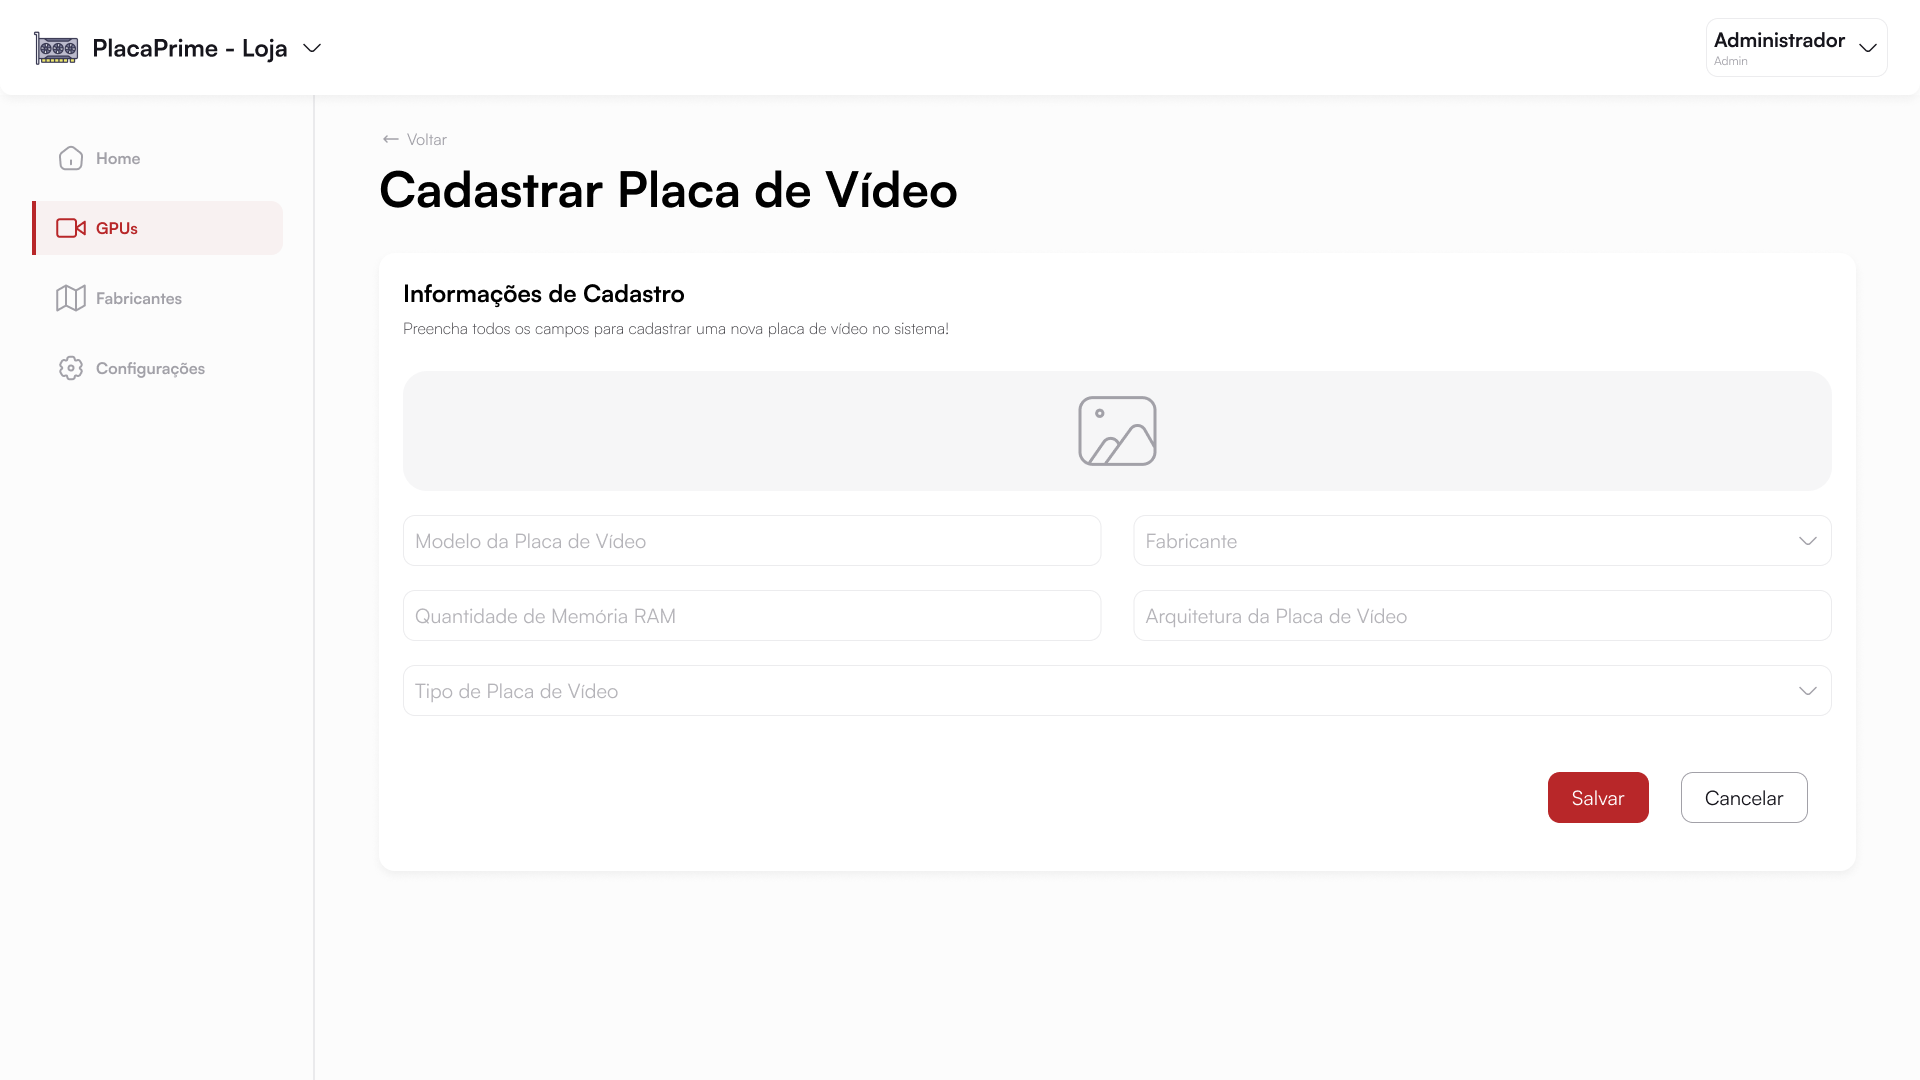 PlacaPrime - Loja
Administrador
Admin
Home
GPUs
Fabricantes
Configurações
← Voltar
Cadastrar Placa de Vídeo
Informações de Cadastro
Preencha todos os campos para cadastrar uma nova placa de vídeo no sistema!
Modelo da Placa de Vídeo
Fabricante
Quantidade de Memória RAM
Arquitetura da Placa de Vídeo
Tipo de Placa de Vídeo
Salvar
Cancelar